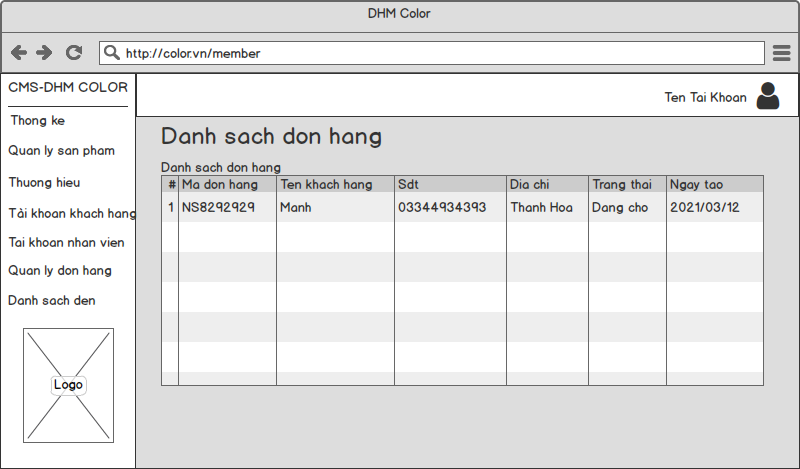 DHM Color
http://color.vn/member
CMS-DHM COLOR
Thong ke
Quan ly san pham
Thuong hieu
Tài khoan khach hang
Tai khoan nhan vien
Quan ly don hang
Danh sach den
Logo
Ten Tai Khoan
Danh sach don hang
Danh sach don hang
# Ma don hang Ten khach hang Sdt Dia chi Trang thai Ngay tao
1 NS8292929 Manh 03344934393 Thanh Hoa Dang cho 2021/03/12